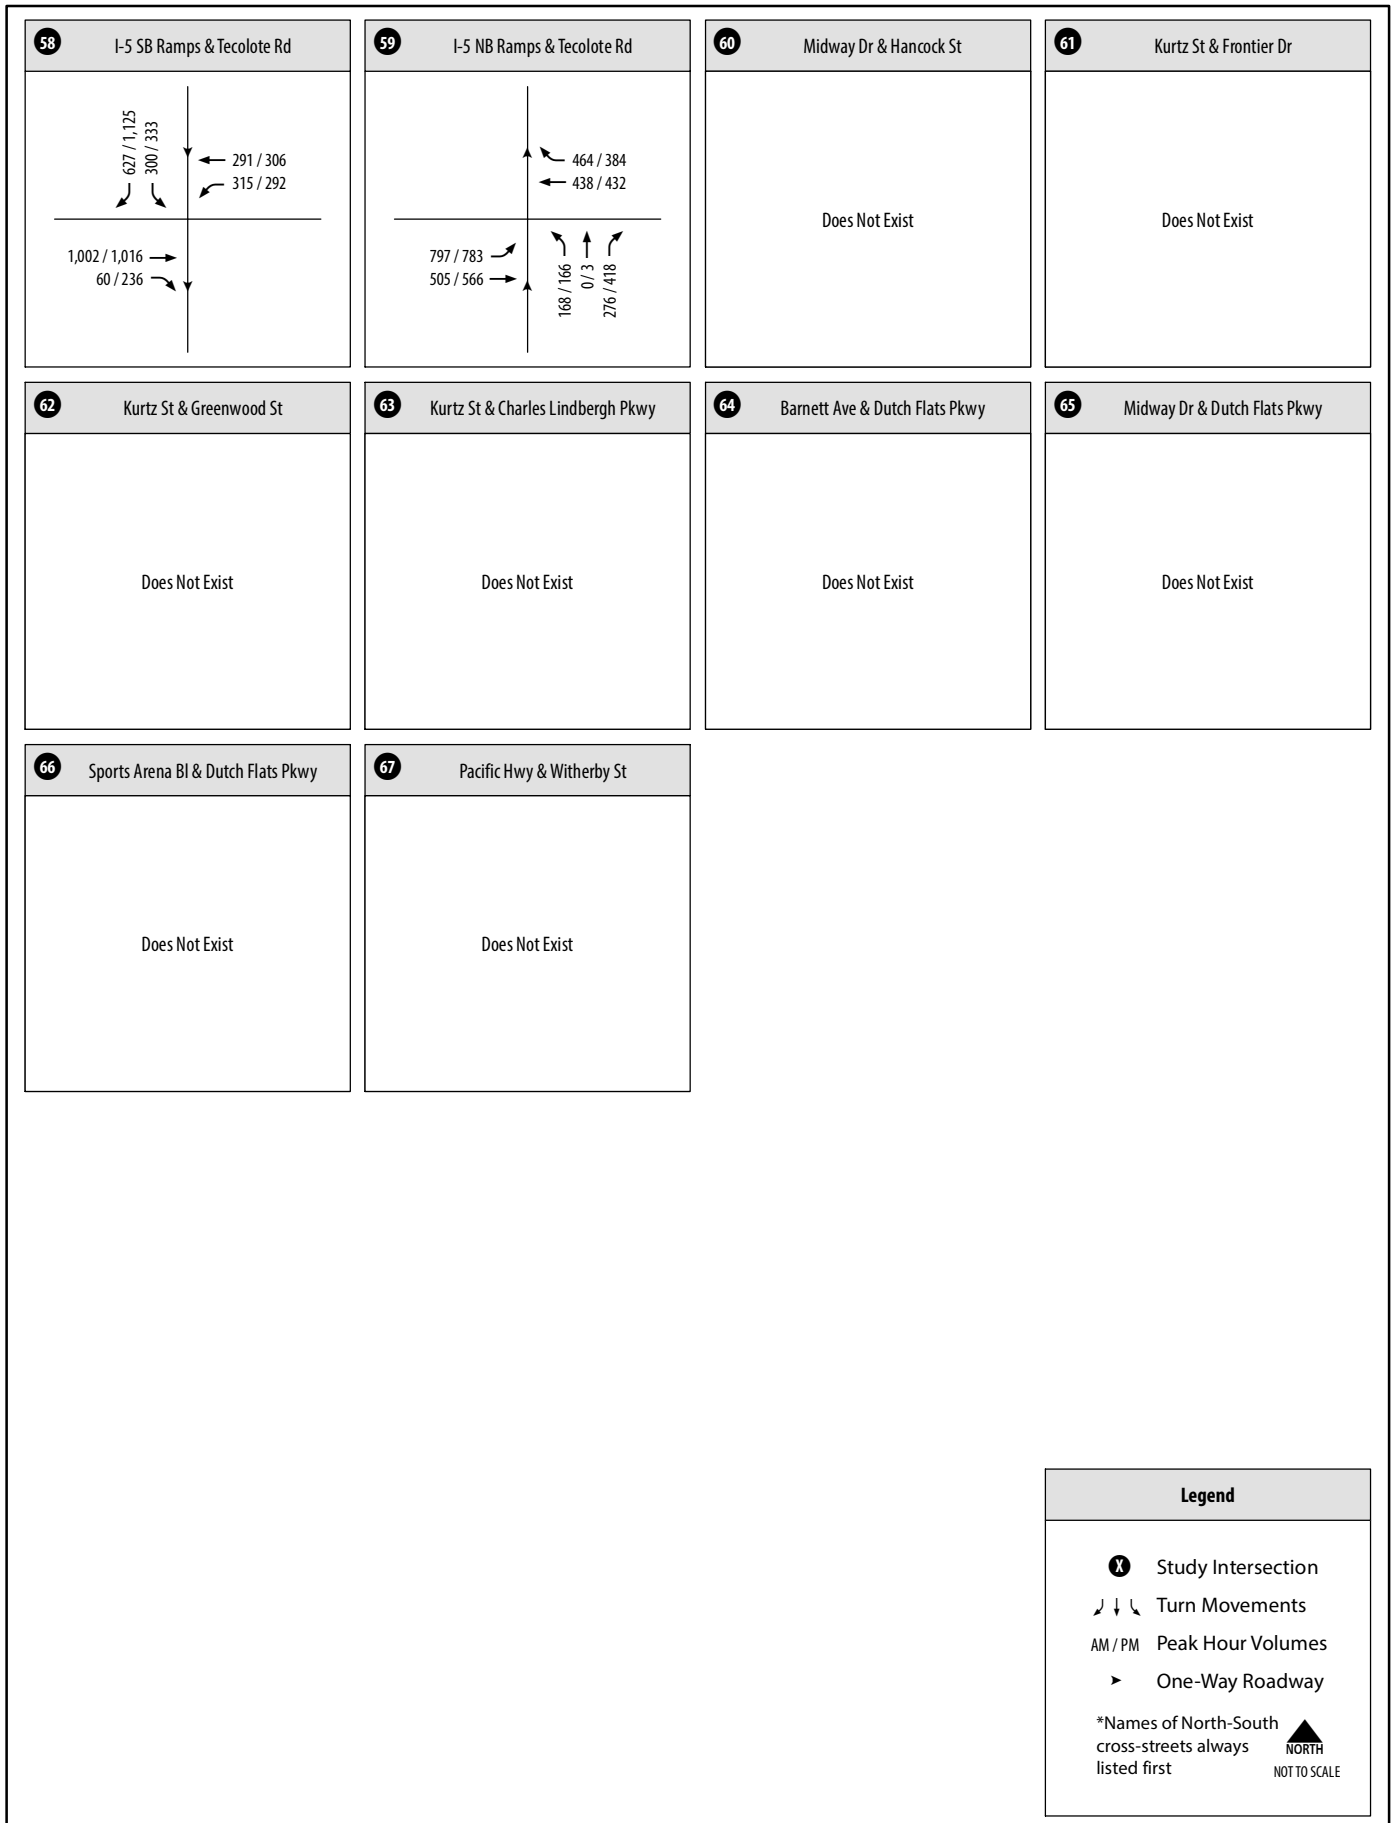 58 I-5 SB Ramps & Tecolote Rd
627 / 1,125
300 / 333
291 / 306
315 / 292
1,002 / 1,016
60 / 236
59 I-5 NB Ramps & Tecolote Rd
464 / 384
438 / 432
797 / 783
505 / 566
168 / 166
0 / 3
276 / 418
60 Midway Dr & Hancock St
Does Not Exist
61 Kurtz St & Frontier Dr
Does Not Exist
62 Kurtz St & Greenwood St
Does Not Exist
63 Kurtz St & Charles Lindbergh Pkwy
Does Not Exist
64 Barnett Ave & Dutch Flats Pkwy
Does Not Exist
65 Midway Dr & Dutch Flats Pkwy
Does Not Exist
66 Sports Arena Bl & Dutch Flats Pkwy
Does Not Exist
67 Pacific Hwy & Witherby St
Does Not Exist
Legend
X Study Intersection
Turn Movements
AM / PM Peak Hour Volumes
One-Way Roadway
*Names of North-South
cross-streets always
listed first
NORTH
NOT TO SCALE